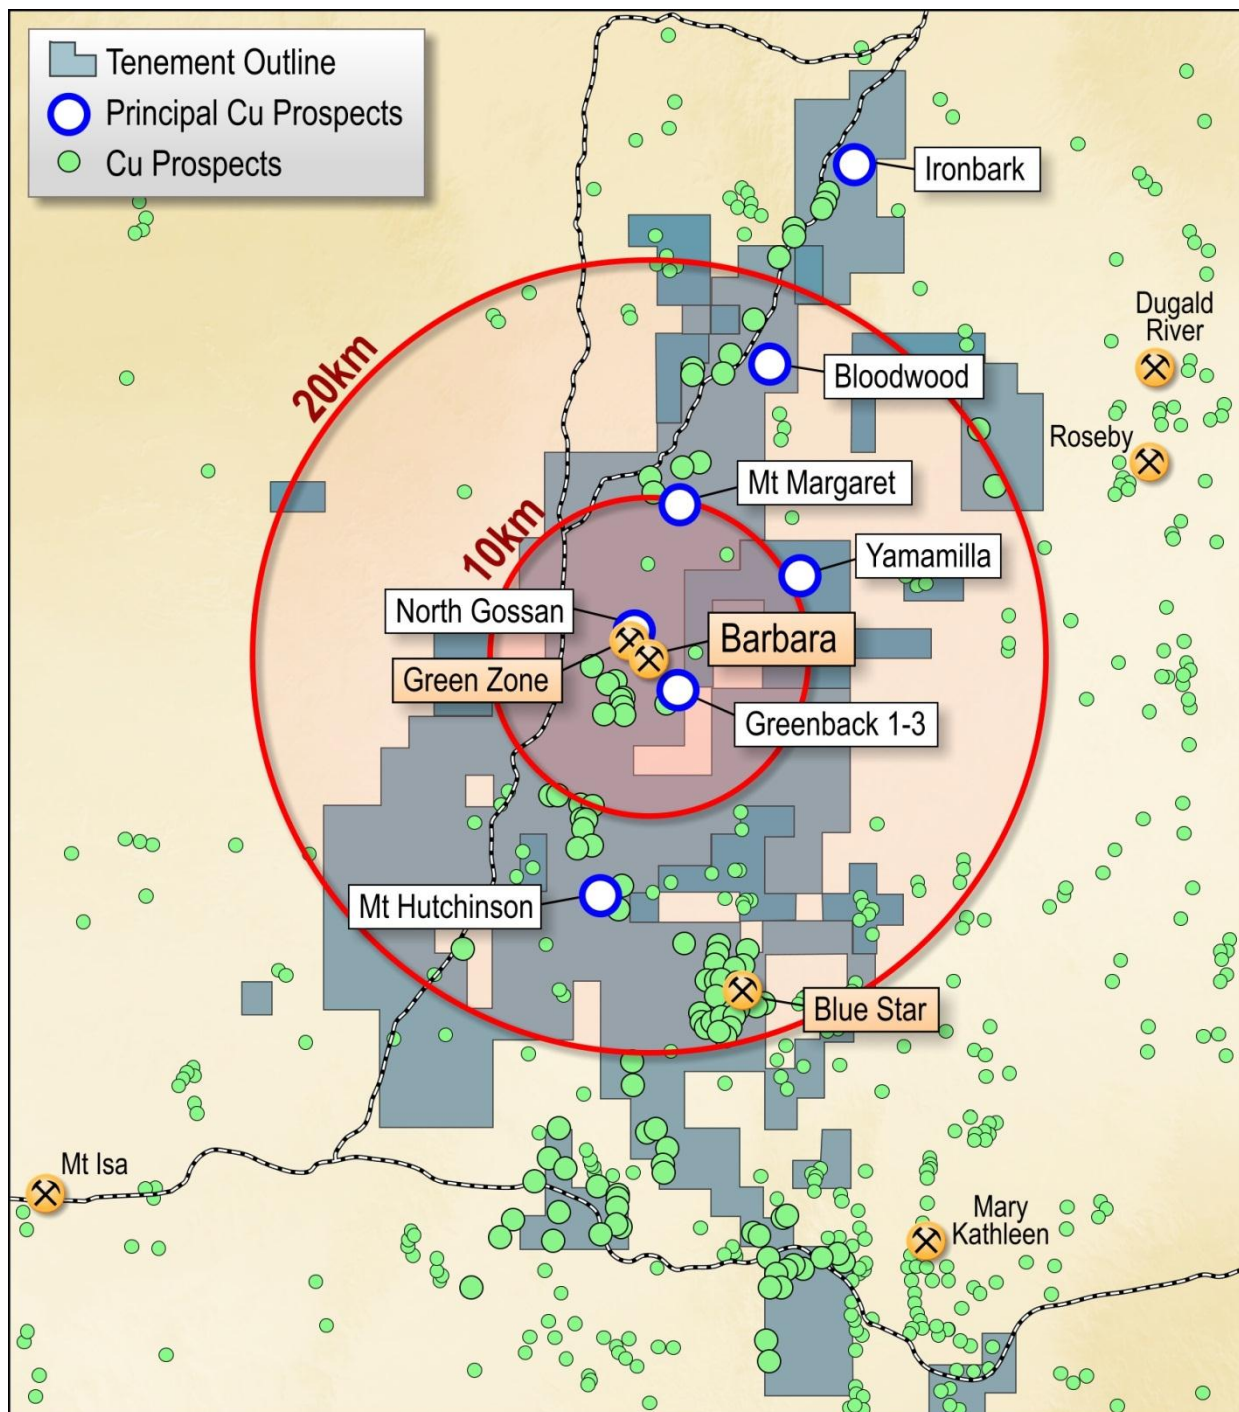 Tenement Outline
Principal Cu Prospects
Cu Prospects
Ironbark
Dugald
River
20km
Bloodwood
Roseby
Mt Margaret
10km
Yamamilla
North Gossan
Barbara
Green Zone
Greenback 1-3
Mt Hutchinson
Blue Star
Mt Isa
Mary
Kathleen